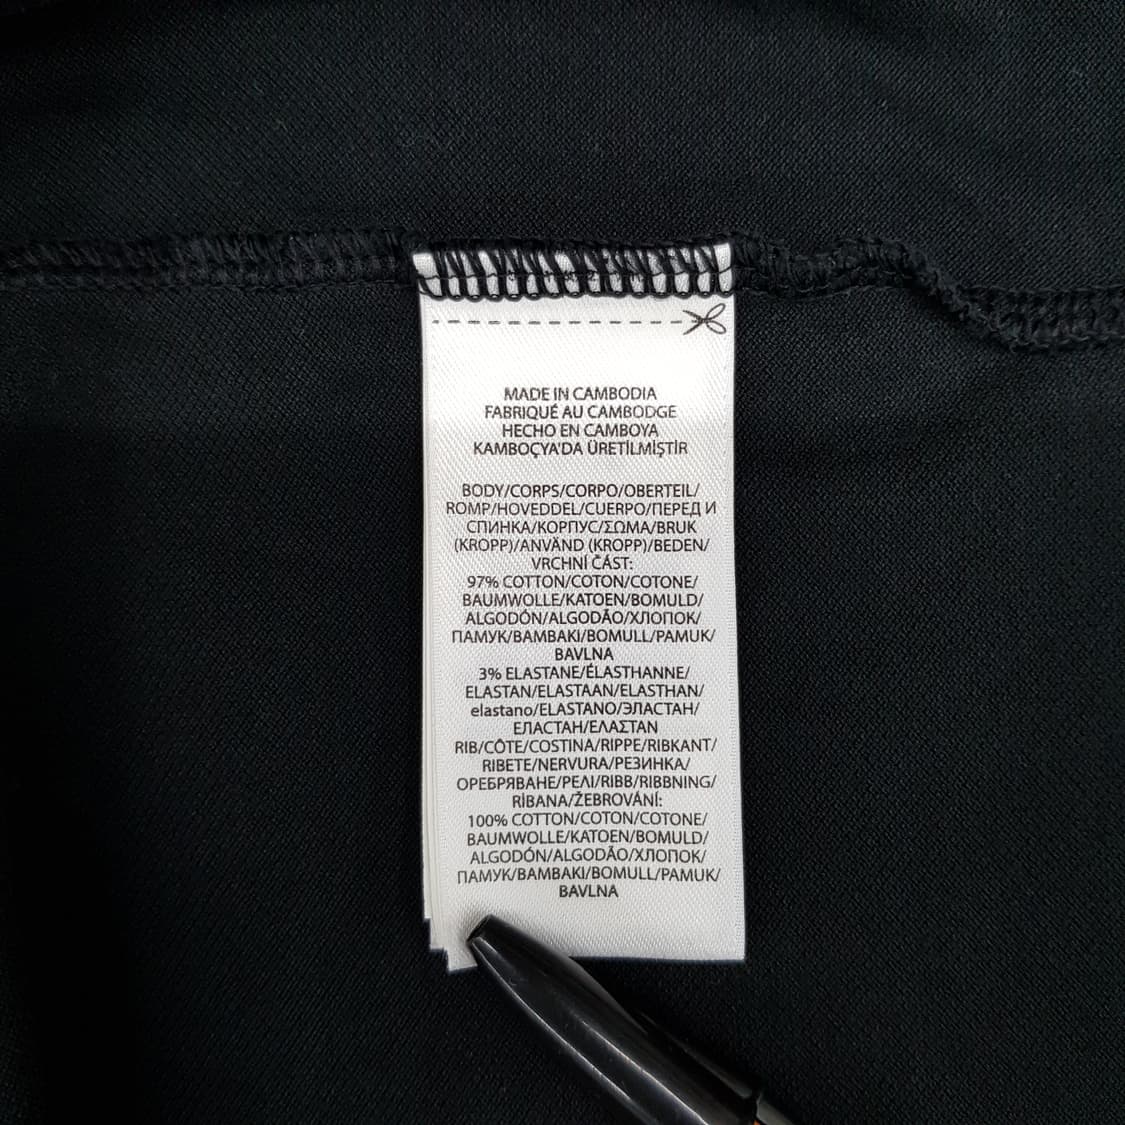 MADE IN CAMBODIA
FABRIQUÉ AU CAMBODGE
HECHO EN CAMBOYA
KAMBOÇYA'DA ÜRETİLMİŞTİR
BODY/CORPS/CORPO/OBERTEIL/
ROMP/HOVEDDEL/CUERPO/ПЕРЕД И
СПИНКА/КОРПУС/ΣΩΜΑ/BRUK
(KROPP)/ANVÄND (KROPP)/BEDEN/
VRCHNÍ ČÁST:
97% COTTON/COTON/COTONE/
BAUMWOLLE/KATOEN/BOMULD/
ALGODÓN/ALGODÃO/ХЛОПОК/
ПАМУК/BAMBAKI/BOMULL/PAMUK/
BAVLNA
3% ELASTANE/ÉLASTHANNE/
ELASTAN/ELASTAAN/ELASTHAN/
elastano/ELASTANO/ЭЛАСТАН/
ЕЛАСТАН/ΕΛΑΣΤΑΝ
RIB/CÔTE/COSTINA/RIPPE/RIBKANT/
RIBETE/NERVURA/РЕЗИНКА/
ОРЕБРЯВАНЕ/ΡΕΛΙ/RIBB/RIBBNING/
RİBANA/ŽEBROVÁNÍ:
100% COTTON/COTON/COTONE/
BAUMWOLLE/KATOEN/BOMULD/
ALGODÓN/ALGODÃO/ХЛОПОК/
ПАМУК/BAMBAKI/BOMULL/PAMUK/
BAVLNA